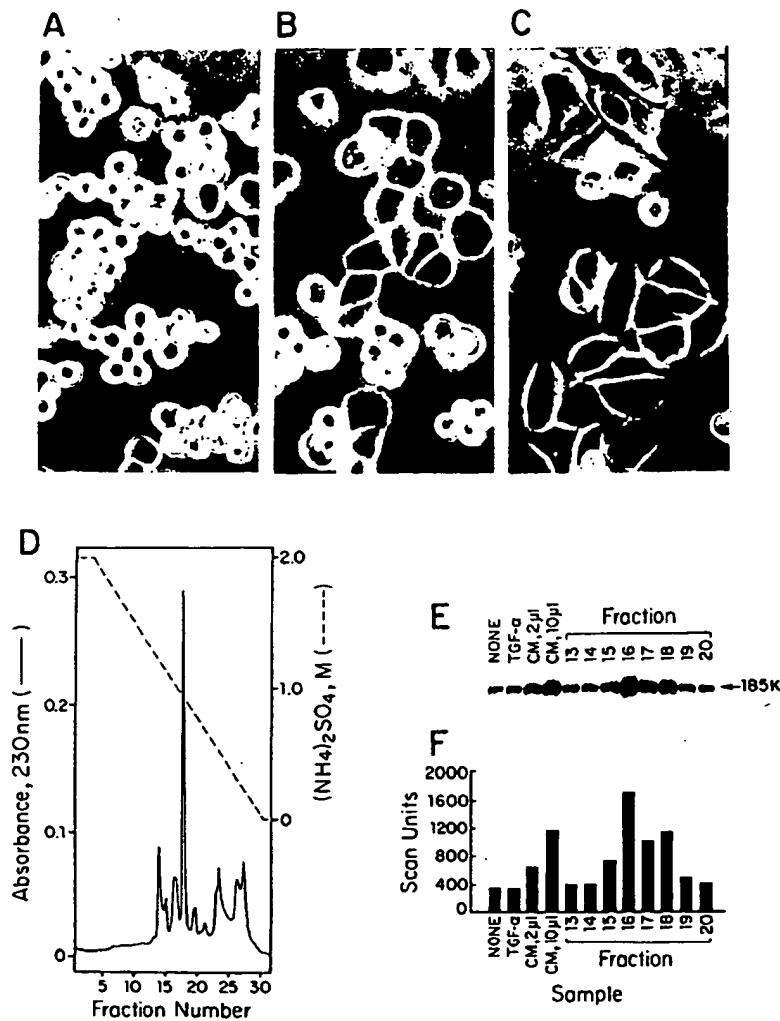 A B C
D
Absorbance, 230nm (——)
0.3
0.2
0.1
0
2.0
1.0
0
(NH4)2SO4, M (-----)
5 10 15 20 25 30
Fraction Number
E
NONE
TGF-α
CM, 2μl
CM, 10μl
Fraction
13 14 15 16 17 18 19 20
185K
F
Scan Units
2000
1600
1200
800
400
0
NONE
TGF-α
CM, 2μl
CM, 10μl
13 14 15 16 17 18 19 20
Fraction
Sample